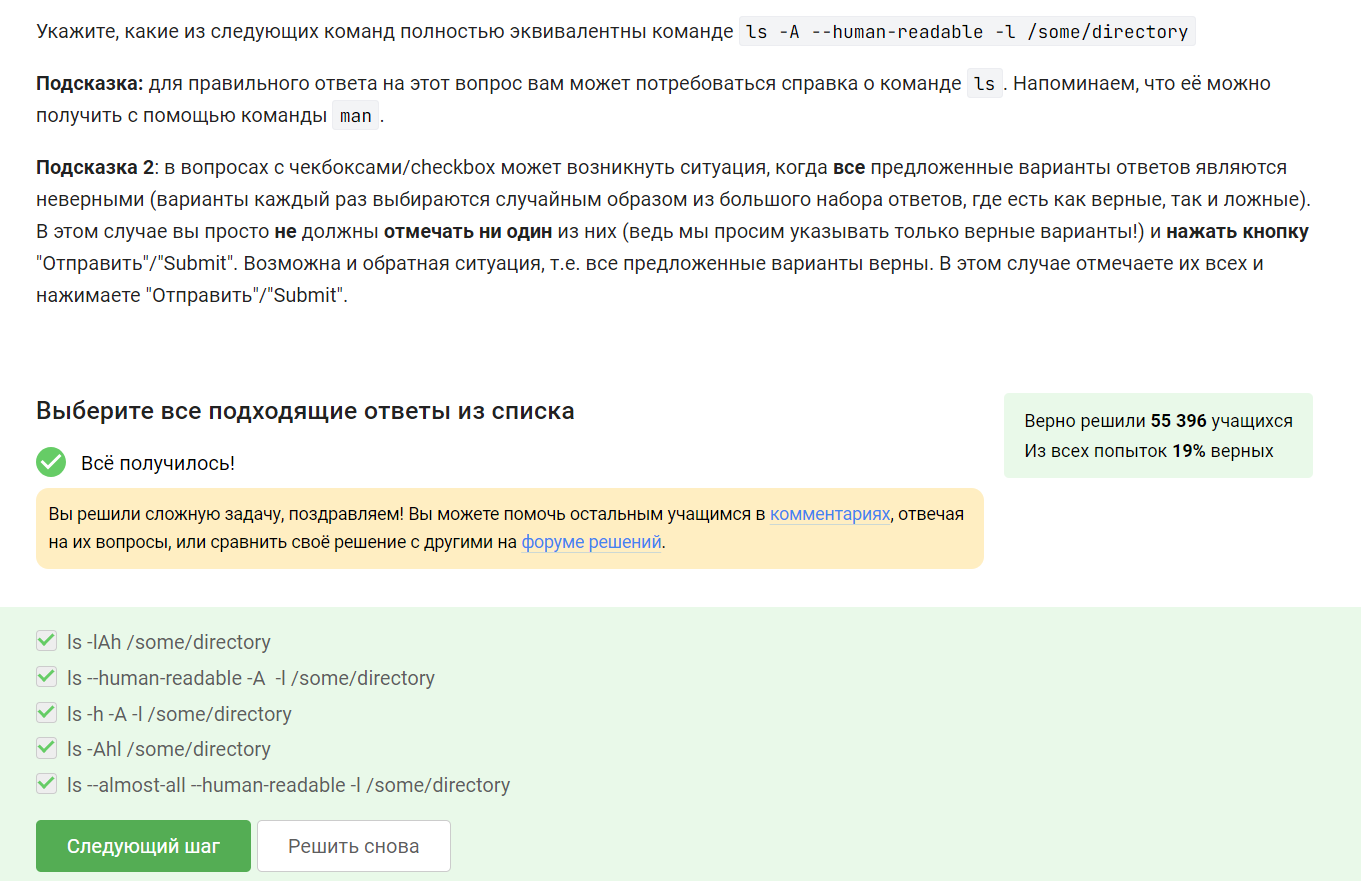 Укажите, какие из следующих команд полностью эквивалентны команде ls -A --human-readable -l /some/directory
Подсказка: для правильного ответа на этот вопрос вам может потребоваться справка о команде ls. Напоминаем, что её можно
получить с помощью команды man.
Подсказка 2: в вопросах с чекбоксами/checkbox может возникнуть ситуация, когда все предложенные варианты ответов являются
неверными (варианты каждый раз выбираются случайным образом из большого набора ответов, где есть как верные, так и ложные).
В этом случае вы просто не должны отмечать ни один из них (ведь мы просим указывать только верные варианты!) и нажать кнопку
"Отправить"/"Submit". Возможна и обратная ситуация, т.е. все предложенные варианты верны. В этом случае отмечаете их всех и
нажимаете "Отправить"/"Submit".
Выберите все подходящие ответы из списка
Верно решили 55 396 учащихся
Из всех попыток 19% верных
Всё получилось!
Вы решили сложную задачу, поздравляем! Вы можете помочь остальным учащимся в комментариях, отвечая
на их вопросы, или сравнить своё решение с другими на форуме решений.
ls -lAh /some/directory
ls --human-readable -A  -l /some/directory
ls -h -A -l /some/directory
ls -Ahl /some/directory
ls --almost-all --human-readable -l /some/directory
Следующий шаг
Решить снова